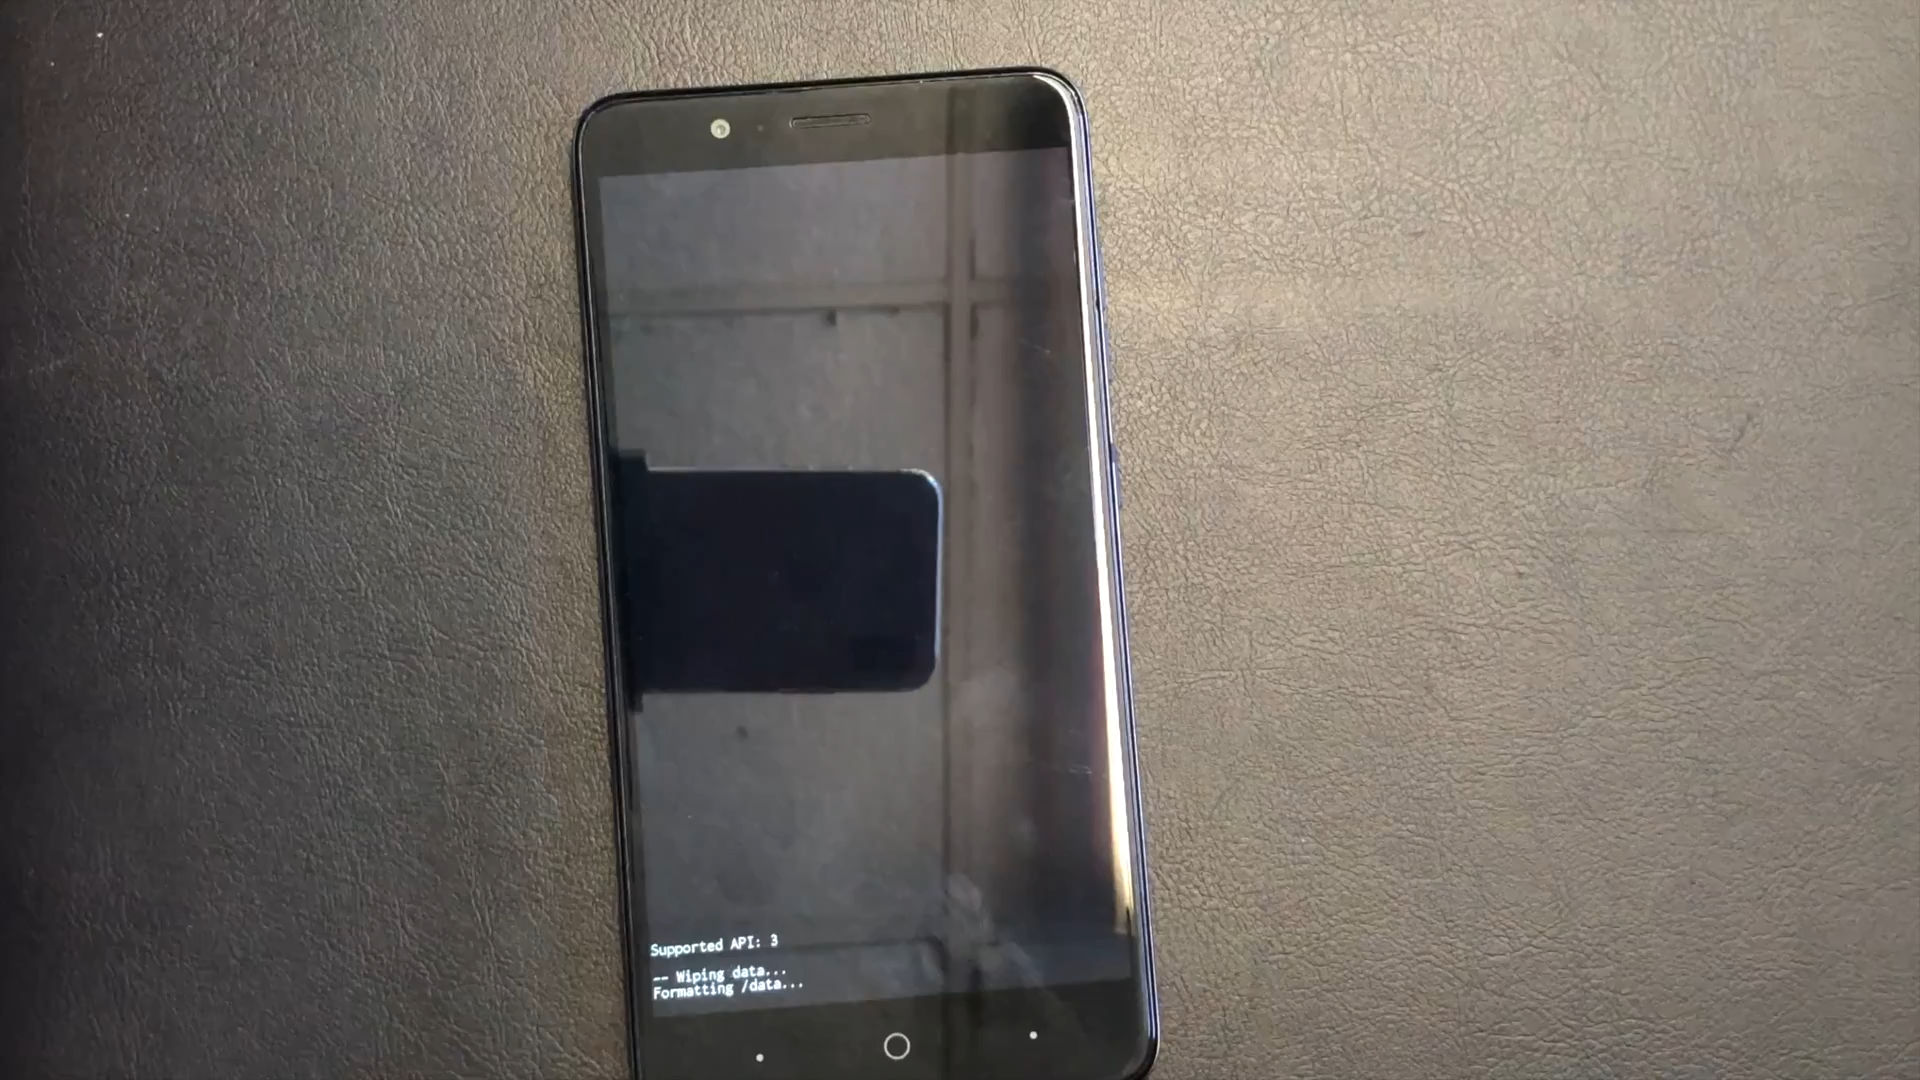 Supported API: 3
-- Wiping data...
Formatting /data...